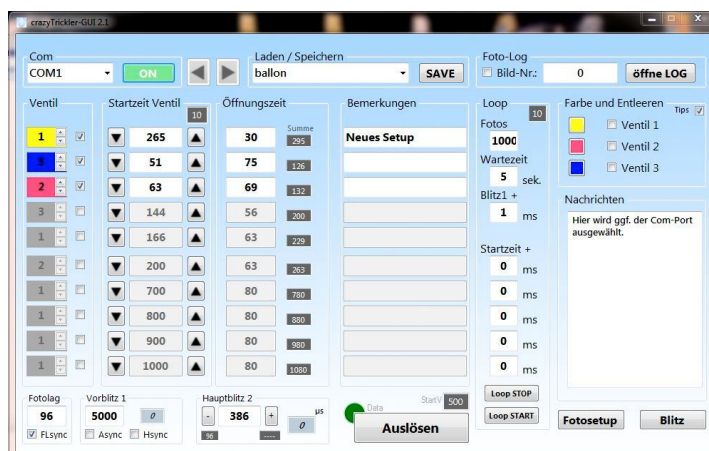 crazyTrickler-GUI 2.1
Com
COM1 ON
Laden / Speichern
ballon SAVE
Foto-Log
Bild-Nr.: 0 öffne LOG
Ventil Startzeit Ventil 10 Öffnungszeit Bemerkungen
Summe
1 265 30 295 Neues Setup
3 51 75 126
2 63 69 132
3 144 56 200
1 166 63 229
2 200 63 263
1 700 80 780
1 800 80 880
1 900 80 980
1 1000 80 1080
Loop 10
Fotos
1000
Wartezeit
5 sek.
Blitz1 +
1 ms
Startzeit +
0 ms
0 ms
0 ms
0 ms
0 ms
Loop STOP
Loop START
Farbe und Entleeren Tips
Ventil 1
Ventil 2
Ventil 3
Nachrichten
Hier wird ggf. der Com-Port
ausgewählt.
Fotolag
96
FLsync
Vorblitz 1
5000 0
Async Hsync
Hauptblitz 2
- 386 + 0 µs
96 ----
Data StartV 500
Auslösen
Fotosetup Blitz